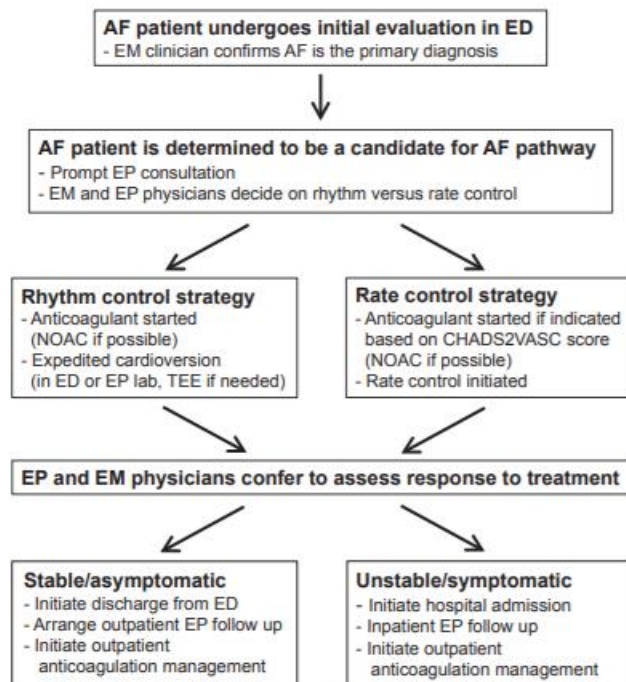 AF patient undergoes initial evaluation in ED
- EM clinician confirms AF is the primary diagnosis
AF patient is determined to be a candidate for AF pathway
- Prompt EP consultation
- EM and EP physicians decide on rhythm versus rate control
Rhythm control strategy
- Anticoagulant started
(NOAC if possible)
- Expedited cardioversion
(in ED or EP lab, TEE if needed)
Rate control strategy
- Anticoagulant started if indicated
based on CHADS2VASC score
(NOAC if possible)
- Rate control initiated
EP and EM physicians confer to assess response to treatment
Stable/asymptomatic
- Initiate discharge from ED
- Arrange outpatient EP follow up
- Initiate outpatient
anticoagulation management
Unstable/symptomatic
- Initiate hospital admission
- Inpatient EP follow up
- Initiate outpatient
anticoagulation management